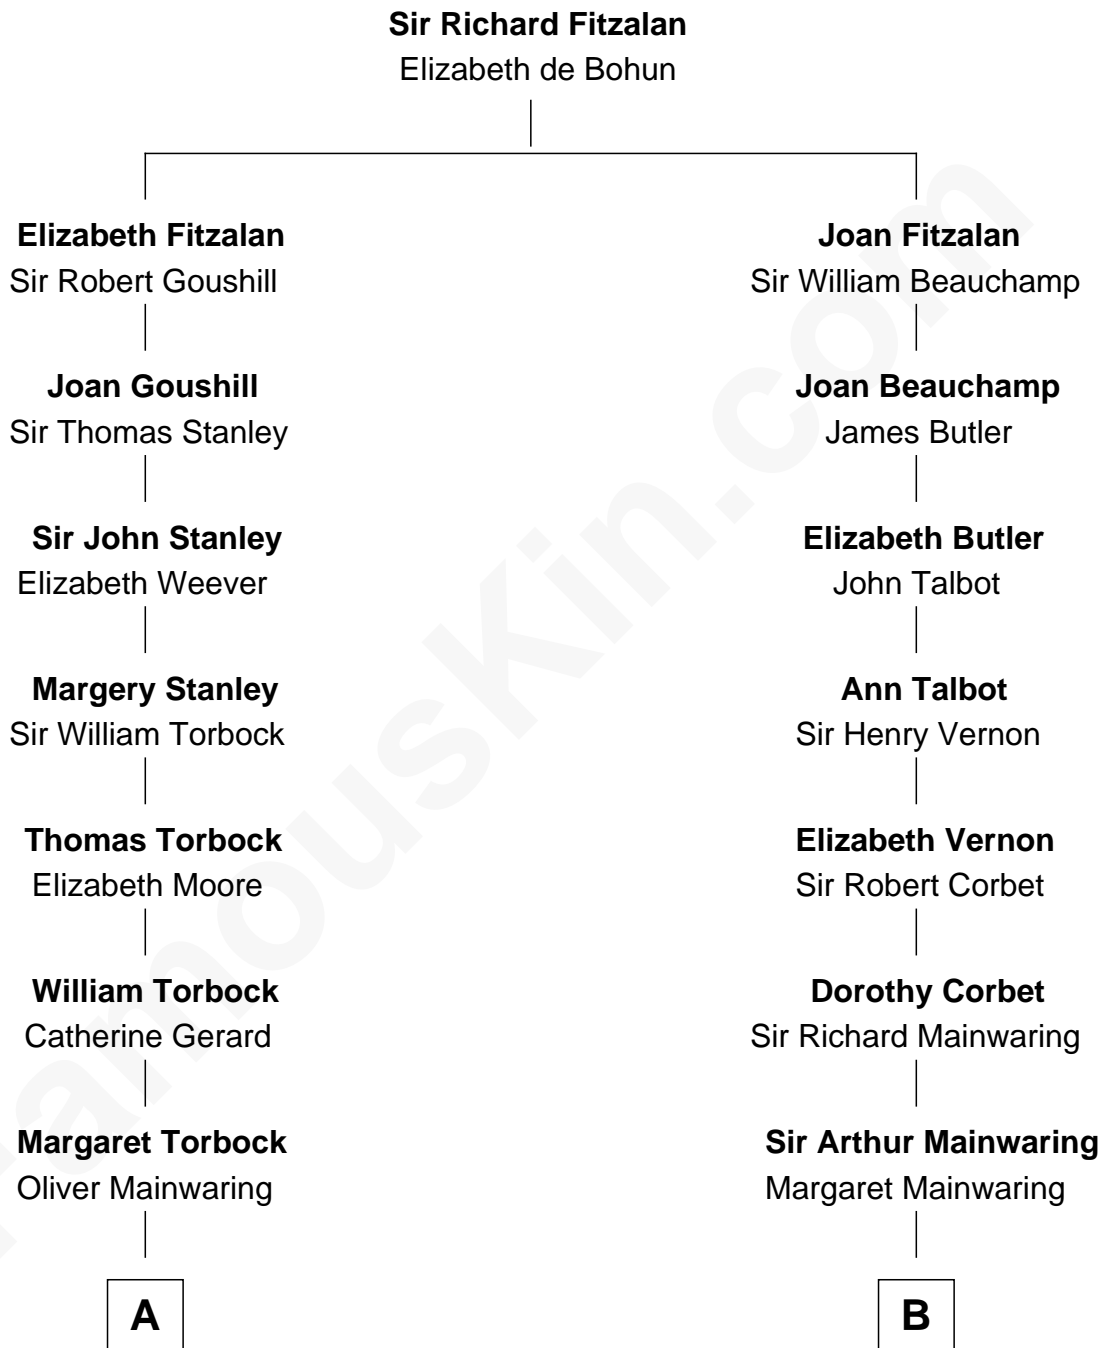 Sir Richard Fitzalan
Elizabeth de Bohun
Elizabeth Fitzalan
Sir Robert Goushill
Joan Fitzalan
Sir William Beauchamp
Joan Goushill
Sir Thomas Stanley
Joan Beauchamp
James Butler
Sir John Stanley
Elizabeth Weever
Elizabeth Butler
John Talbot
Margery Stanley
Sir William Torbock
Ann Talbot
Sir Henry Vernon
Thomas Torbock
Elizabeth Moore
Elizabeth Vernon
Sir Robert Corbet
William Torbock
Catherine Gerard
Dorothy Corbet
Sir Richard Mainwaring
Margaret Torbock
Oliver Mainwaring
Sir Arthur Mainwaring
Margaret Mainwaring
A
B
FamousKin.com